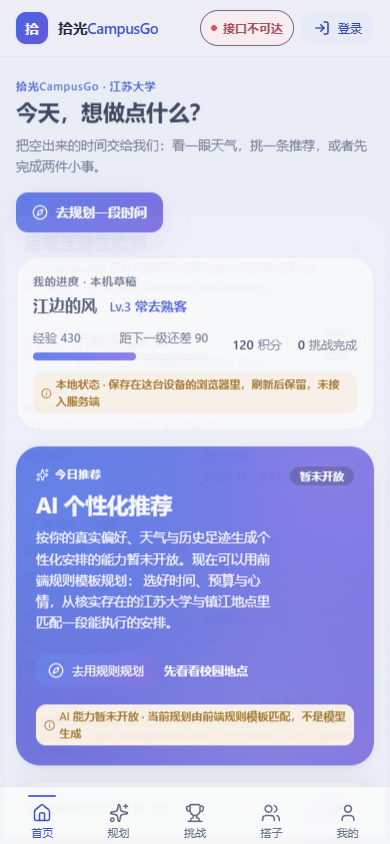 拾
拾光CampusGo
接口不可达
登录
拾光CampusGo · 江苏大学
今天，想做点什么？
把空出来的时间交给我们：看一眼天气，挑一条推荐，或者先
完成两件小事。
去规划一段时间
我的进度 · 本机草稿
江边的风 Lv.3 常去熟客
经验 430 距下一级还差 90
120 积分 0 挑战完成
本地状态 · 保存在这台设备的浏览器里，刷新后保留，未接
入服务端
今日推荐
暂未开放
AI 个性化推荐
按你的真实偏好、天气与历史足迹生成个
性化安排的能力暂未开放。现在可以用前
端规则模板规划： 选好时间、预算与心
情，从核实存在的江苏大学与镇江地点里
匹配一段能执行的安排。
去用规则规划 先看看校园地点
AI 能力暂未开放 · 当前规划由前端规则模板匹配，不是模型
生成
首页 规划 挑战 搭子 我的